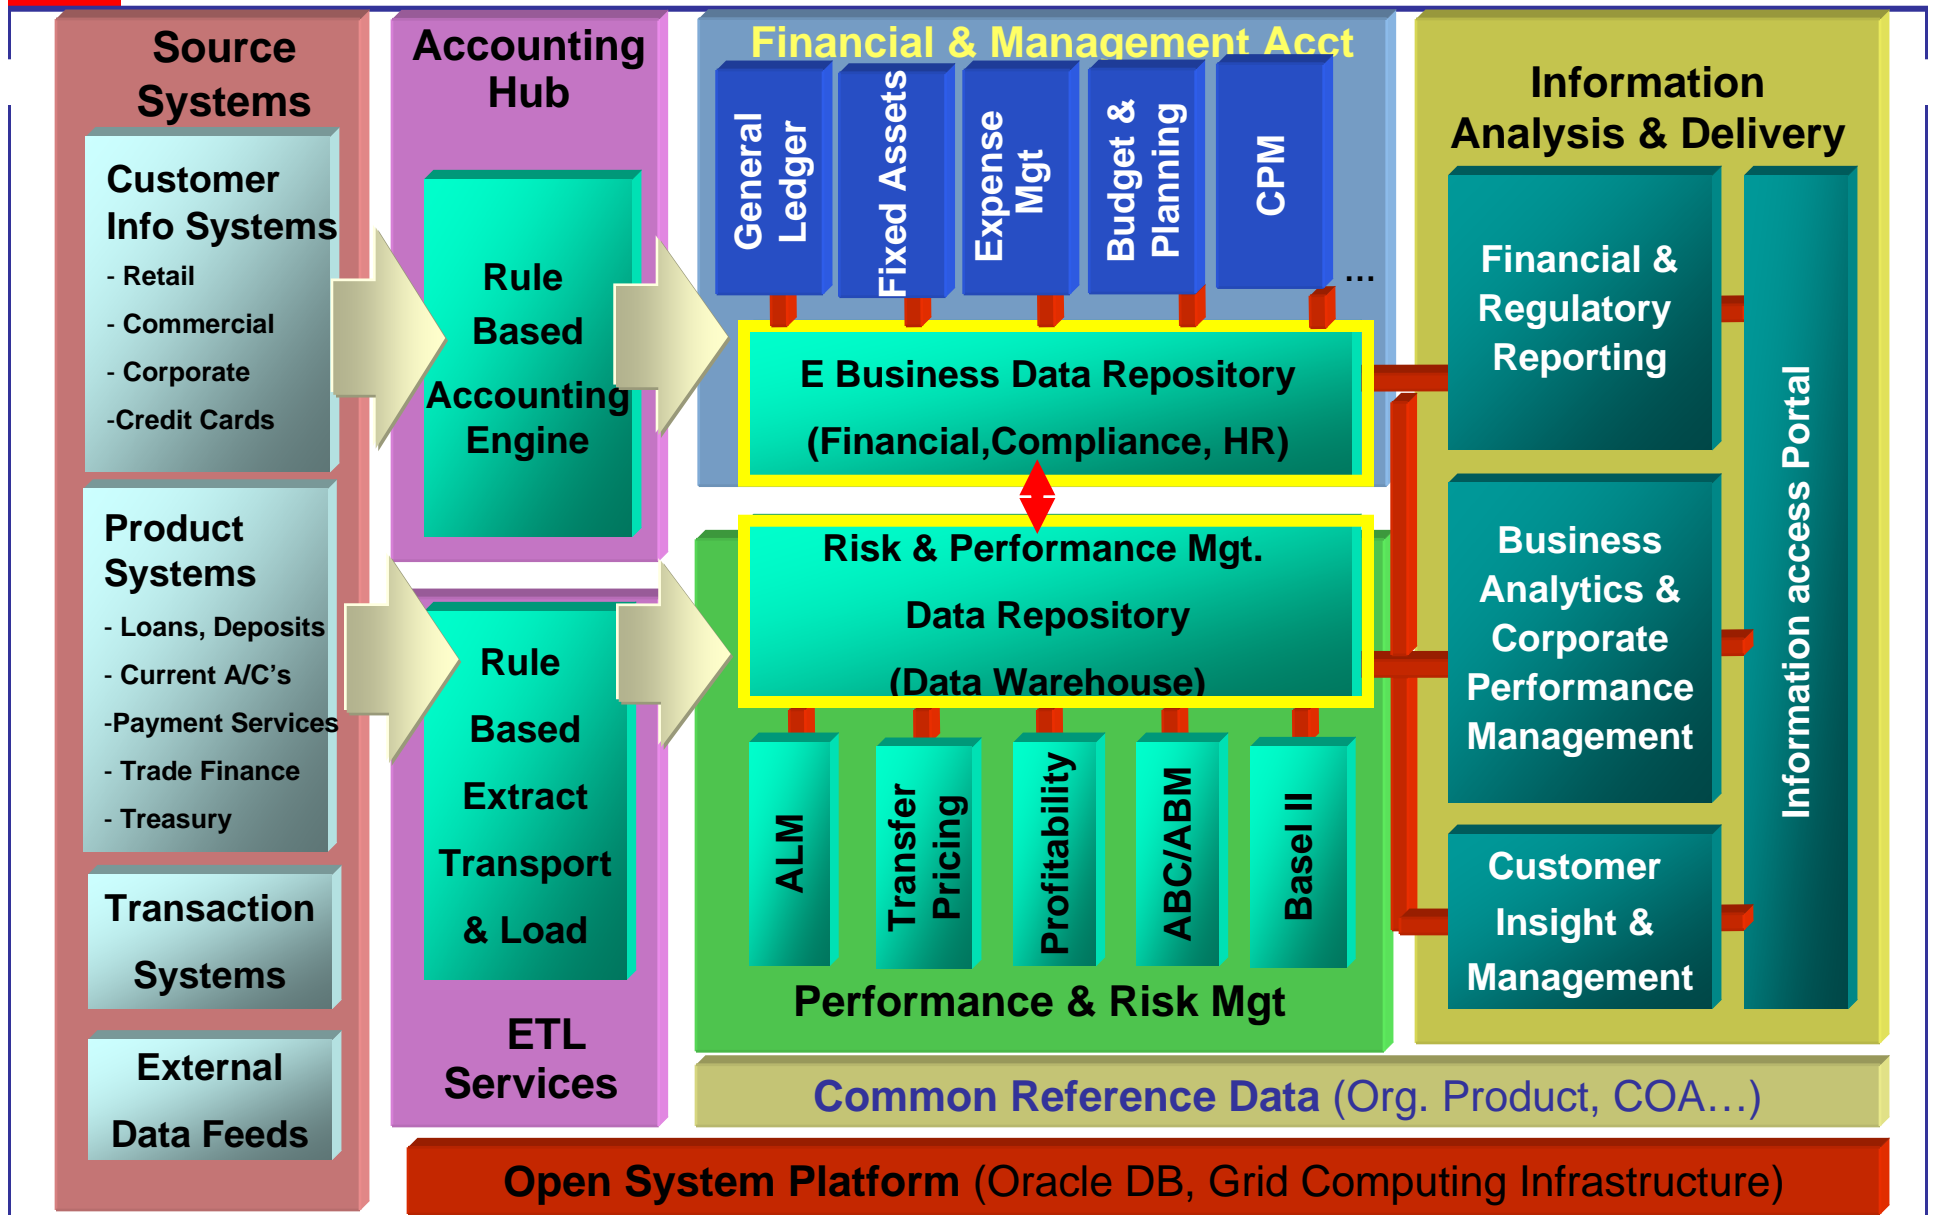 Source
Systems
Customer
Info Systems
- Retail
- Commercial
- Corporate
-Credit Cards
Product
Systems
- Loans, Deposits
- Current A/C's
-Payment Services
- Trade Finance
- Treasury
Transaction
Systems
External
Data Feeds
Accounting
Hub
Rule
Based
Accounting
Engine
Rule
Based
Extract
Transport
& Load
ETL
Services
Financial & Management Acct
General
Ledger
Fixed Assets
Expense
Mgt
Budget &
Planning
CPM
...
E Business Data Repository
(Financial,Compliance, HR)
Risk & Performance Mgt.
Data Repository
(Data Warehouse)
ALM
Transfer
Pricing
Profitability
ABC/ABM
Basel II
Performance & Risk Mgt
Information
Analysis & Delivery
Financial &
Regulatory
Reporting
Business
Analytics &
Corporate
Performance
Management
Customer
Insight &
Management
Information access Portal
Common Reference Data (Org. Product, COA…)
Open System Platform (Oracle DB, Grid Computing Infrastructure)